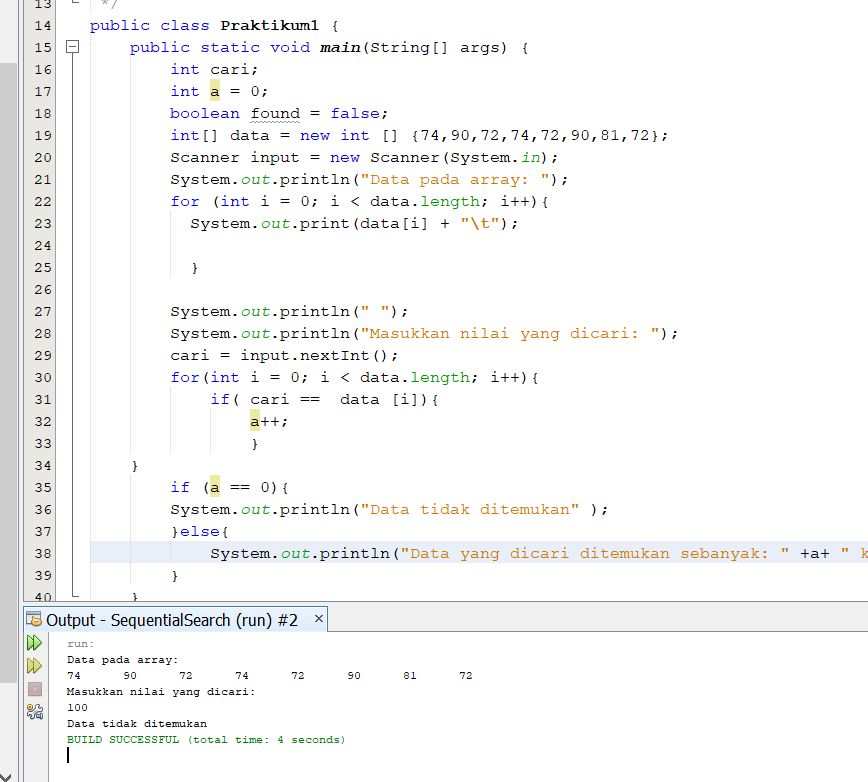 13 */
14 public class Praktikum1 {
15 public static void main(String[] args) {
16 int cari;
17 int a = 0;
18 boolean found = false;
19 int[] data = new int [] {74,90,72,74,72,90,81,72};
20 Scanner input = new Scanner(System.in);
21 System.out.println("Data pada array: ");
22 for (int i = 0; i < data.length; i++){
23 System.out.print(data[i] + "\t");
24
25 }
26
27 System.out.println(" ");
28 System.out.println("Masukkan nilai yang dicari: ");
29 cari = input.nextInt();
30 for(int i = 0; i < data.length; i++){
31 if( cari ==  data [i]){
32 a++;
33 }
34 }
35 if (a == 0){
36 System.out.println("Data tidak ditemukan" );
37 }else{
38 System.out.println("Data yang dicari ditemukan sebanyak: " +a+ " k
39 }
40 }
Output - SequentialSearch (run) #2 ×
run:
Data pada array:
74 90 72 74 72 90 81 72
Masukkan nilai yang dicari:
100
Data tidak ditemukan
BUILD SUCCESSFUL (total time: 4 seconds)